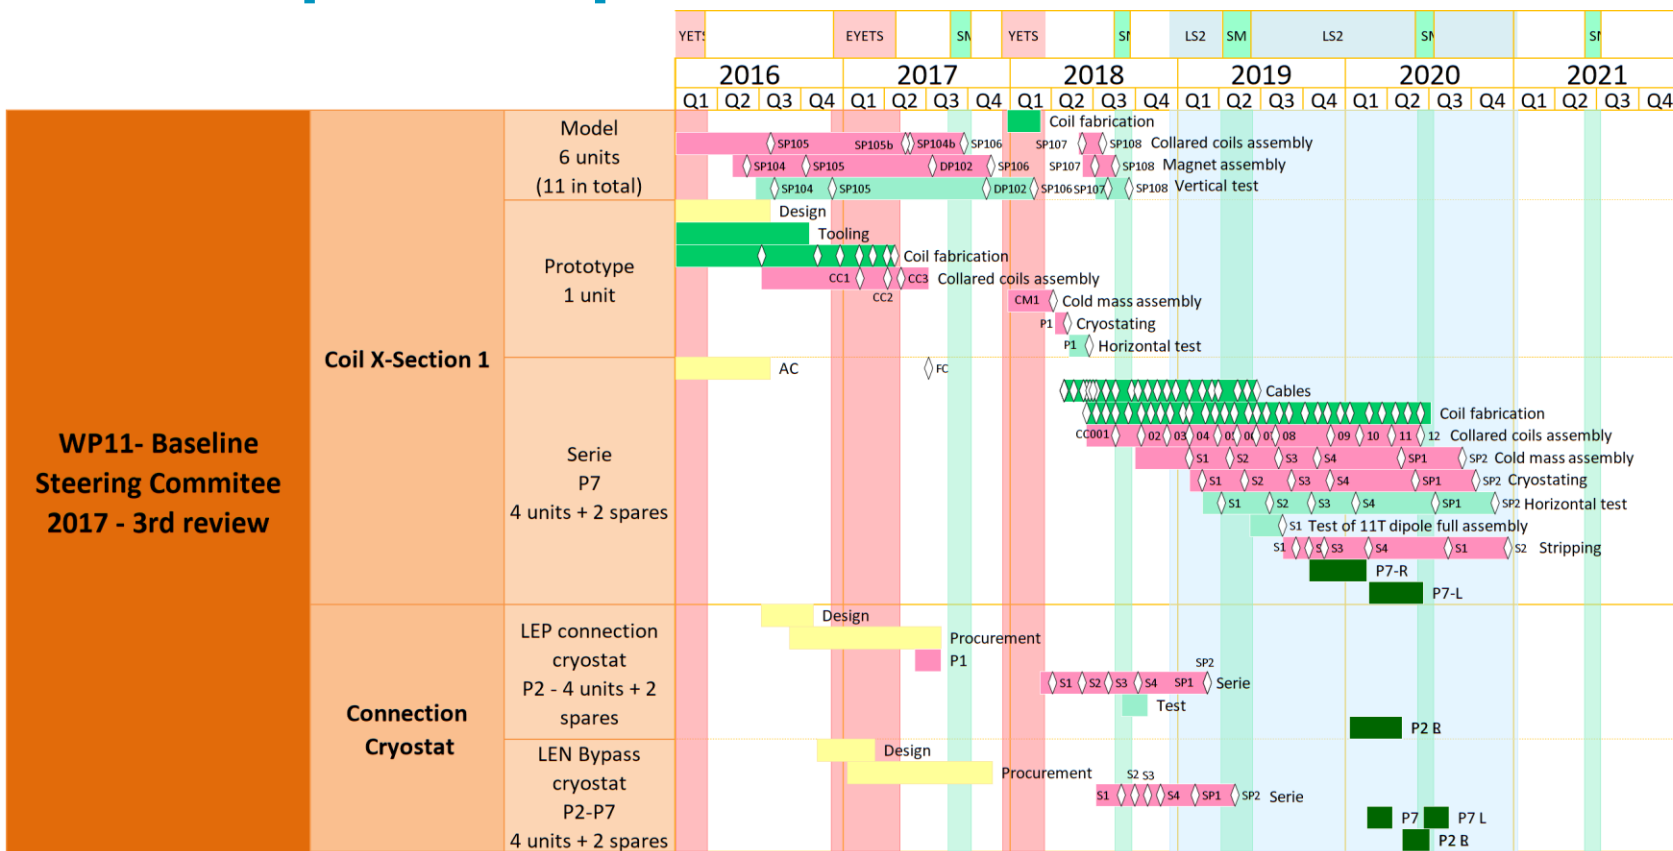 YETS
EYETS
SM
YETS
SM
LS2
SM
LS2
SM
SM
2016
2017
2018
2019
2020
2021
Q1 Q2 Q3 Q4 Q1 Q2 Q3 Q4 Q1 Q2 Q3 Q4 Q1 Q2 Q3 Q4 Q1 Q2 Q3 Q4 Q1 Q2 Q3 Q4
WP11- Baseline
Steering Commitee
2017 - 3rd review
Coil X-Section 1
Model
6 units
(11 in total)
Coil fabrication
SP105 SP105b SP104b SP106 SP107 SP108 Collared coils assembly
SP104 SP105 DP102 SP106 SP107 SP108 Magnet assembly
SP104 SP105 DP102 SP106 SP107 SP108 Vertical test
Prototype
1 unit
Design
Tooling
Coil fabrication
CC1 CC3 Collared coils assembly
CC2
CM1 Cold mass assembly
P1 Cryostating
P1 Horizontal test
Serie
P7
4 units + 2 spares
AC FC
Cables
Coil fabrication
CC001 02 03 04 08 09 10 11 12 Collared coils assembly
S1 S2 S3 S4 SP1 SP2 Cold mass assembly
S1 S2 S3 S4 SP1 SP2 Cryostating
S1 S2 S3 S4 SP1 SP2 Horizontal test
S1 Test of 11T dipole full assembly
S1 S3 S4 S1 S2 Stripping
P7-R
P7-L
Connection
Cryostat
LEP connection
cryostat
P2 - 4 units + 2
spares
Design
Procurement
P1
SP2
S1 S2 S3 S4 SP1 Serie
Test
P2
LEN Bypass
cryostat
P2-P7
4 units + 2 spares
Design
Procurement
S2 S3
S1 S4 SP1 SP2 Serie
P7 P7 L
P2